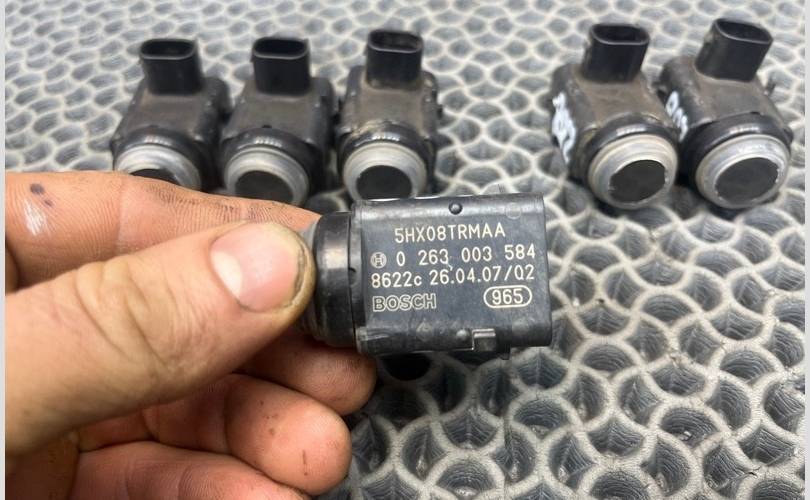 5HX08TRMAA
0 263 003 584
8622c 26.04.07/02
BOSCH 965